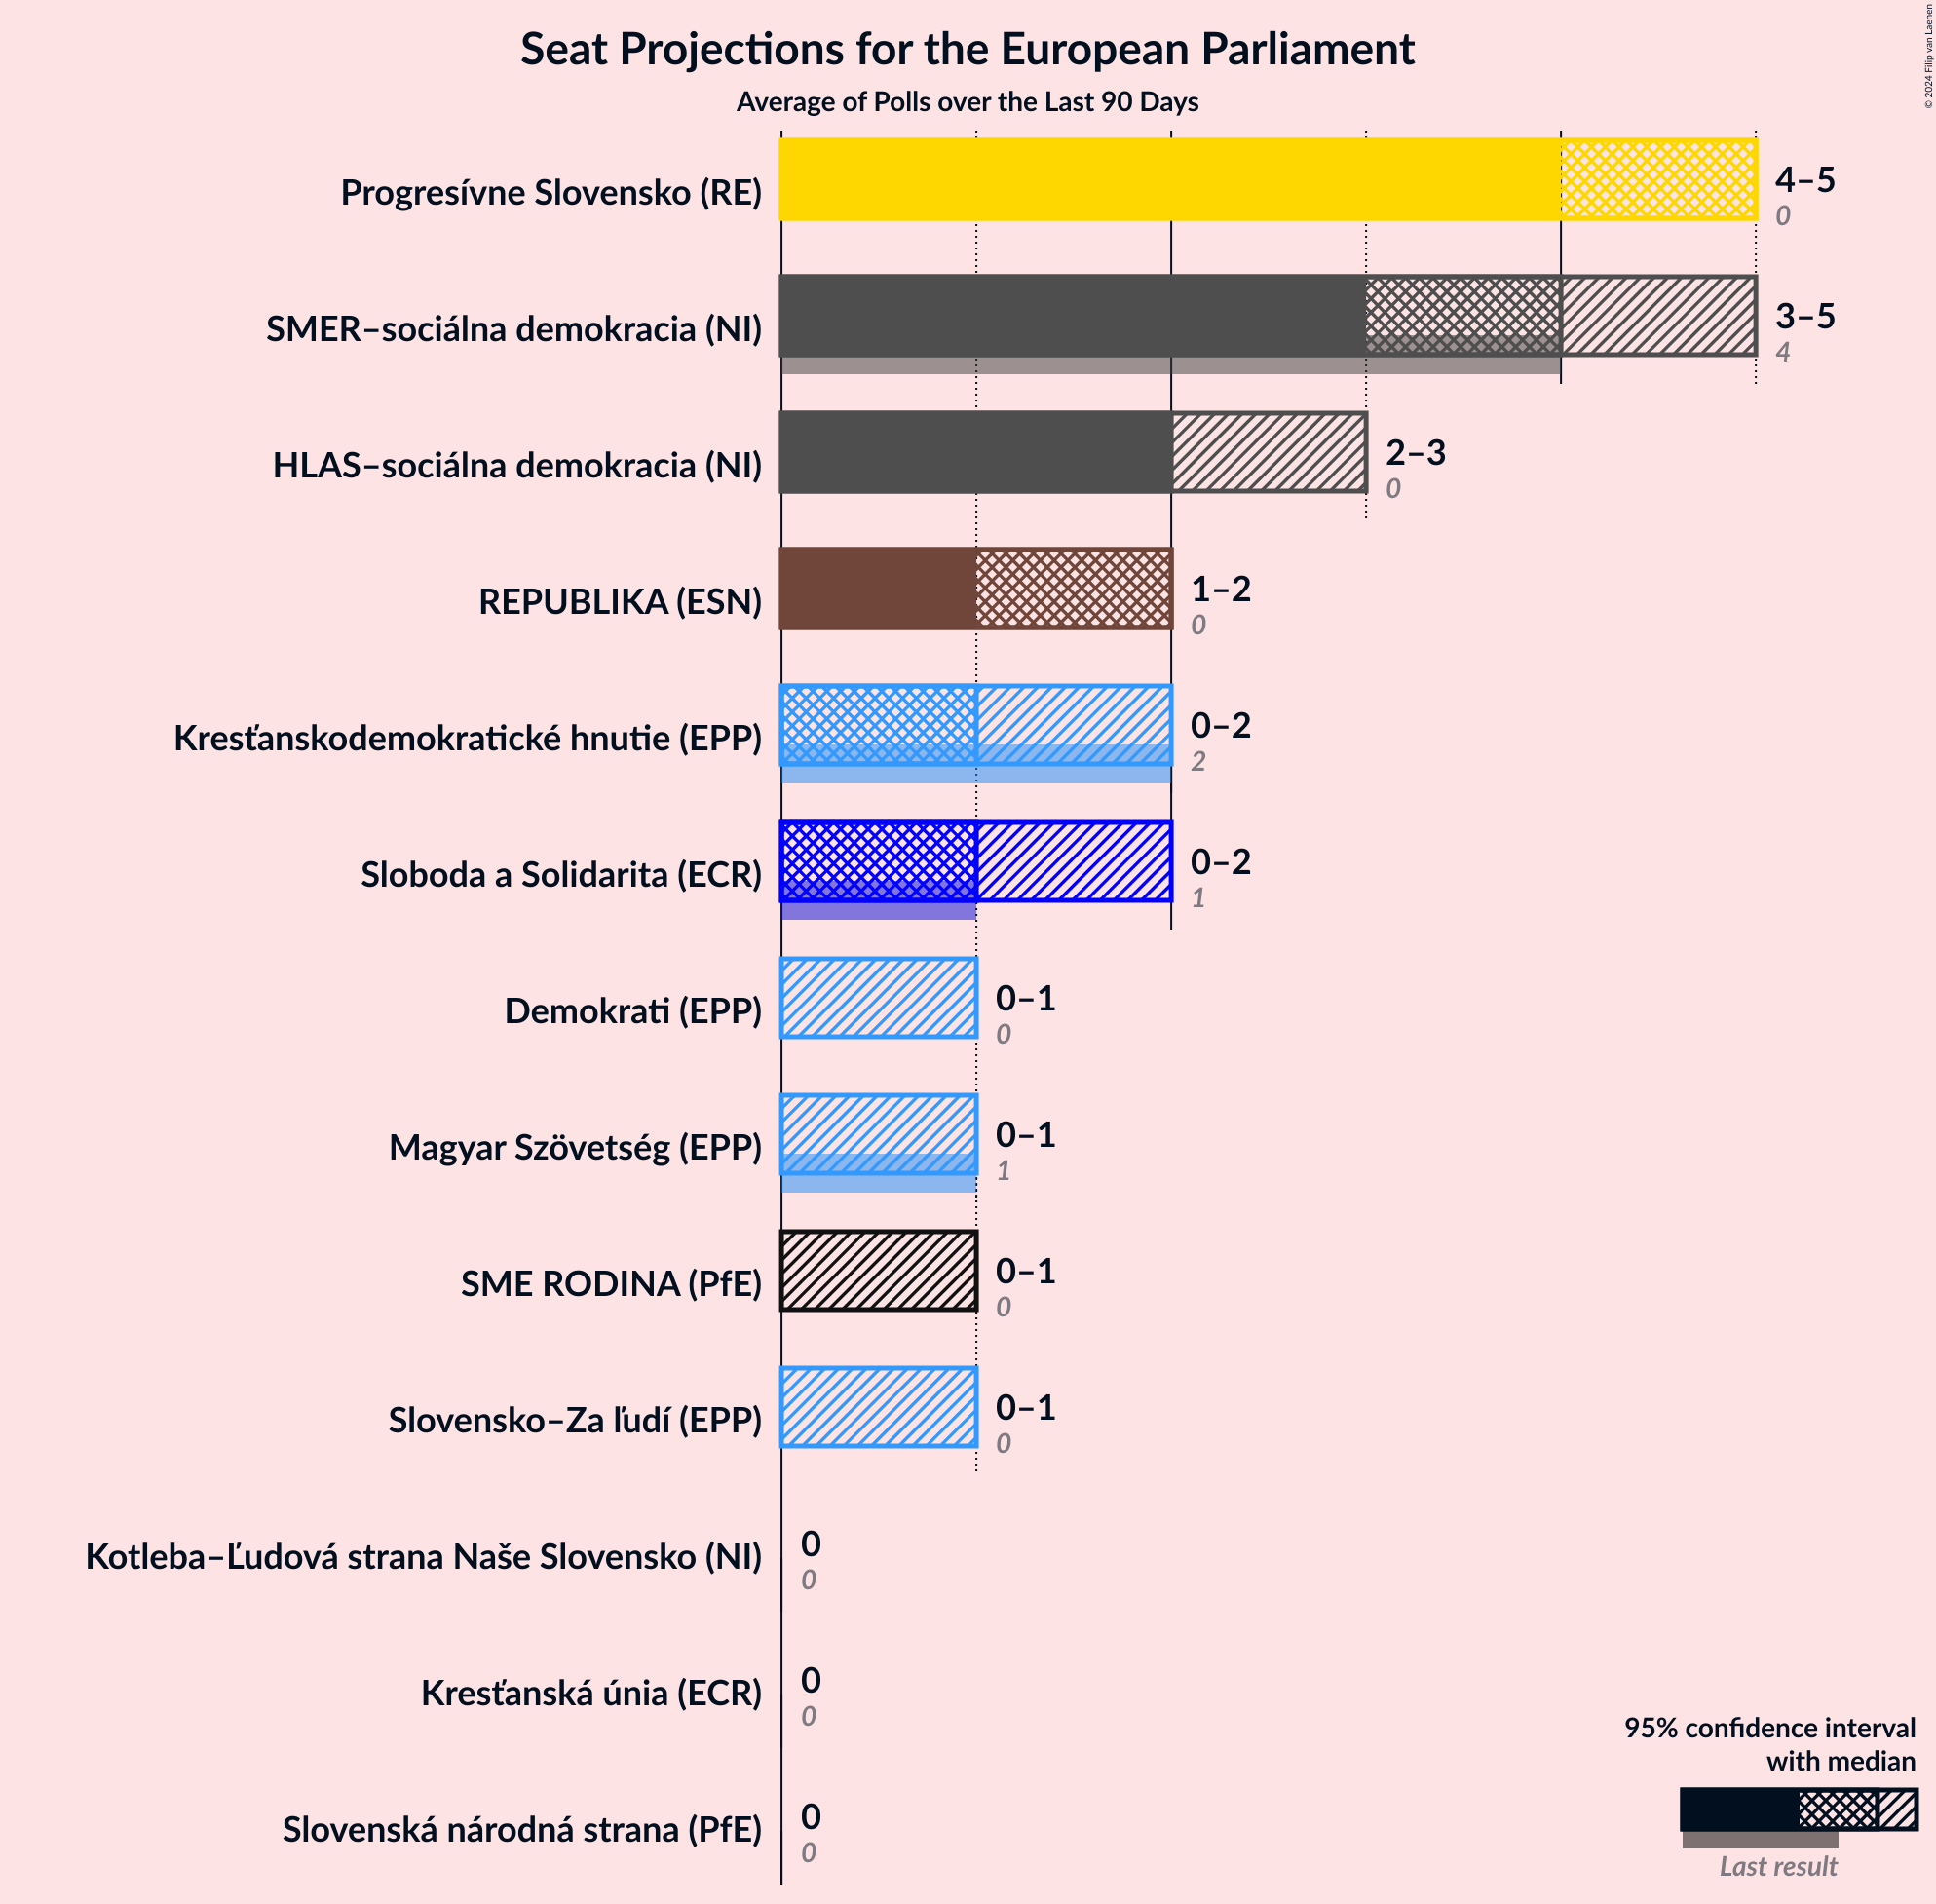 Seat Projections for the European Parliament
Average of Polls over the Last 90 Days
© 2024 Filip van Laenen
Progresívne Slovensko (RE)
4–5
0
SMER–sociálna demokracia (NI)
3–5
4
HLAS–sociálna demokracia (NI)
2–3
0
REPUBLIKA (ESN)
1–2
0
Kresťanskodemokratické hnutie (EPP)
0–2
2
Sloboda a Solidarita (ECR)
0–2
1
Demokrati (EPP)
0–1
0
Magyar Szövetség (EPP)
0–1
1
SME RODINA (PfE)
0–1
0
Slovensko–Za ľudí (EPP)
0–1
0
Kotleba–Ľudová strana Naše Slovensko (NI)
0
0
Kresťanská únia (ECR)
0
0
Slovenská národná strana (PfE)
0
0
95% confidence interval
with median
Last result